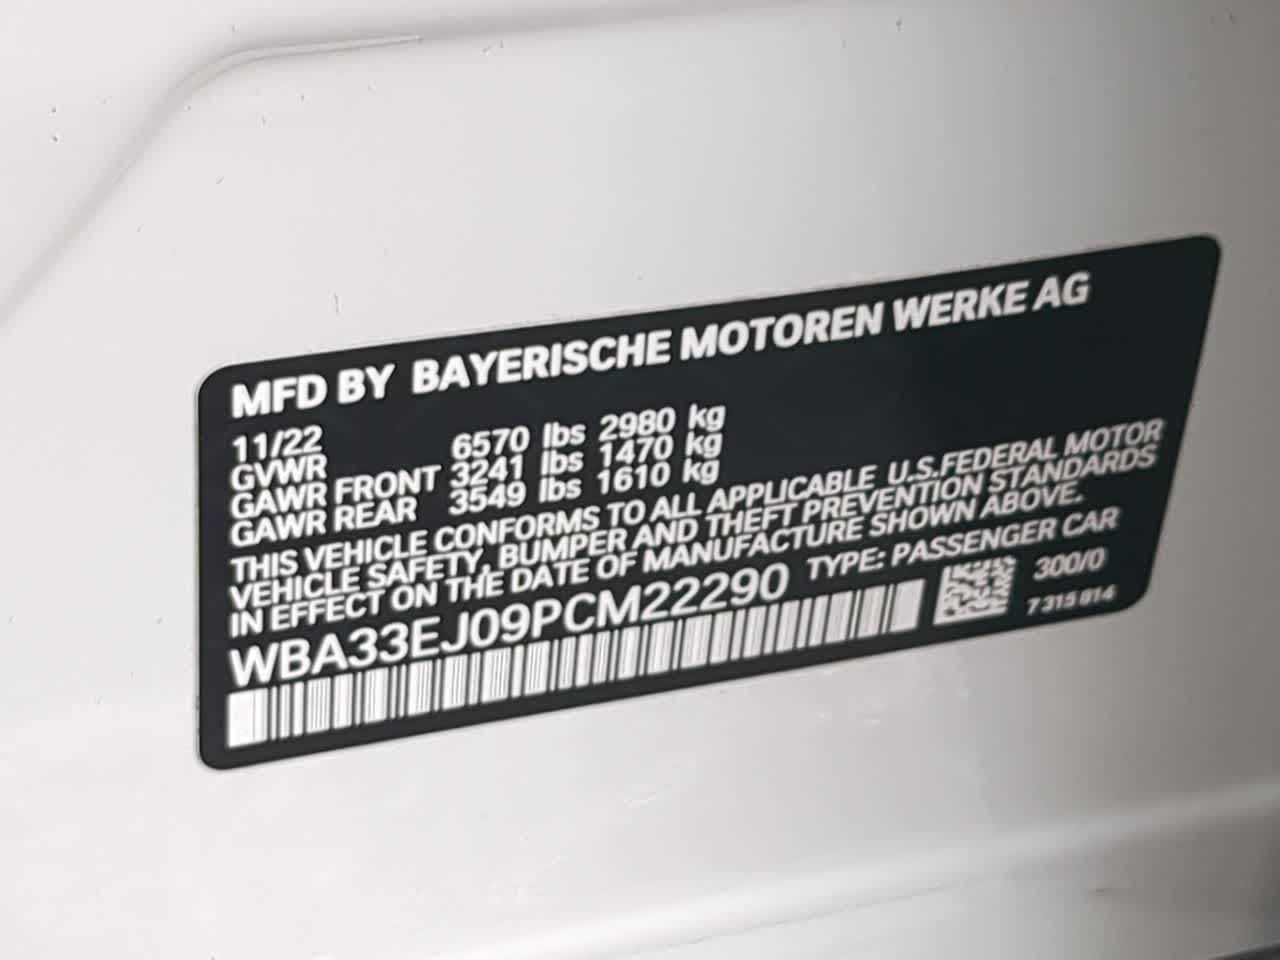 MFD BY BAYERISCHE MOTOREN WERKE AG
11/22
GVWR 6570 lbs 2980 kg
GAWR FRONT 3241 lbs 1470 kg
GAWR REAR 3549 lbs 1610 kg
THIS VEHICLE CONFORMS TO ALL APPLICABLE U.S.FEDERAL MOTOR
VEHICLE SAFETY, BUMPER AND THEFT PREVENTION STANDARDS
IN EFFECT ON THE DATE OF MANUFACTURE SHOWN ABOVE.
WBA33EJ09PCM22290 TYPE: PASSENGER CAR
300/0
7 315 814